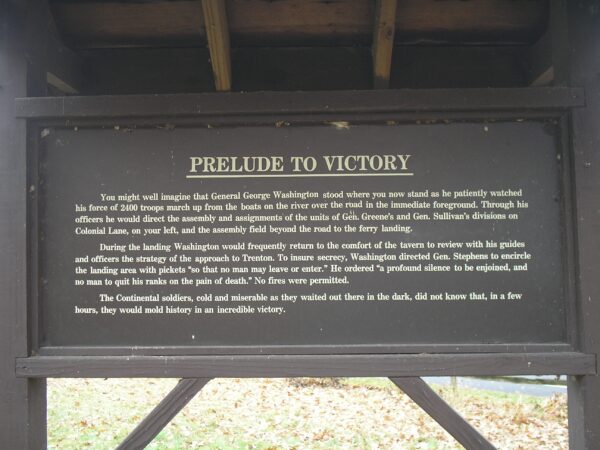 PRELUDE TO VICTORY
You might well imagine that General George Washington stood where you now stand as he patiently watched
his force of 2400 troops march up from the boats on the river over the road in the immediate foreground. Through his
officers he would direct the assembly and assignments of the units of Gen. Greene's and Gen. Sullivan's divisions on
Colonial Lane, on your left, and the assembly field beyond the road to the ferry landing.
During the landing Washington would frequently return to the comfort of the tavern to review with his guides
and officers the strategy of the approach to Trenton. To insure secrecy, Washington directed Gen. Stephens to encircle
the landing area with pickets "so that no man may leave or enter." He ordered "a profound silence to be enjoined, and
no man to quit his ranks on the pain of death." No fires were permitted.
The Continental soldiers, cold and miserable as they waited out there in the dark, did not know that, in a few
hours, they would mold history in an incredible victory.